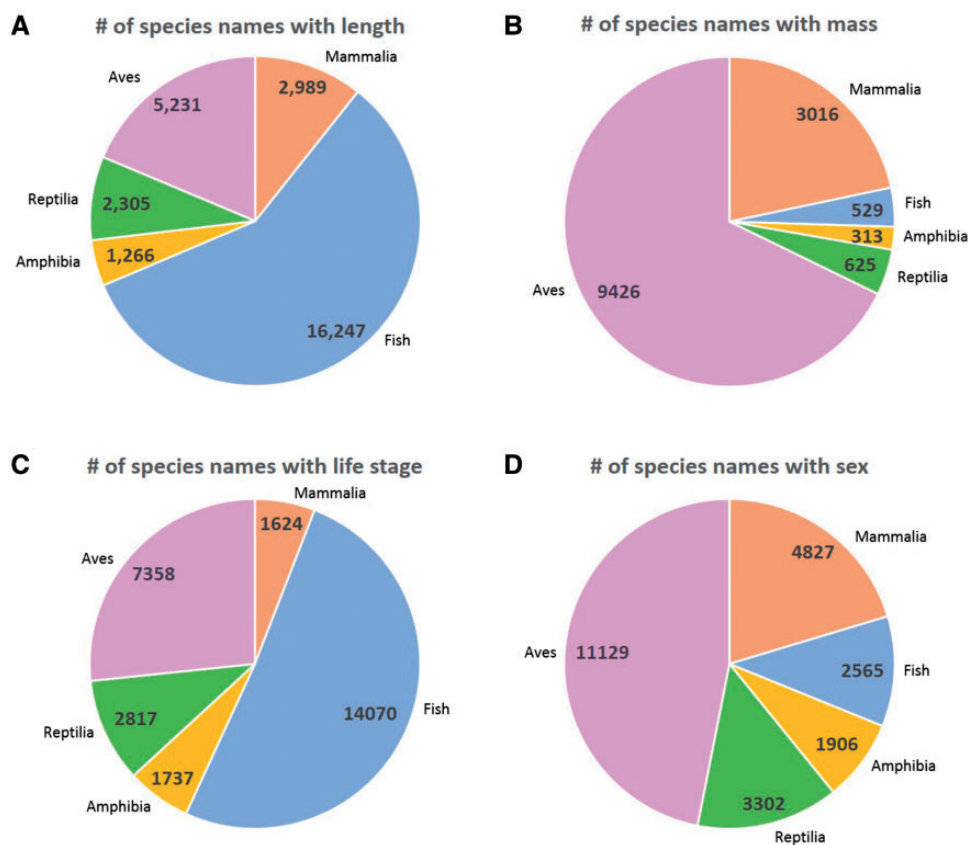 A
# of species names with length
Mammalia
2,989
Aves
5,231
Reptilia
2,305
Amphibia
1,266
16,247
Fish
B
# of species names with mass
Mammalia
3016
Fish
529
Amphibia
313
Reptilia
625
Aves
9426
C
# of species names with life stage
Mammalia
1624
Aves
7358
Reptilia
2817
14070
Fish
Amphibia
1737
D
# of species names with sex
Mammalia
4827
Aves
11129
2565
Fish
1906
Amphibia
3302
Reptilia